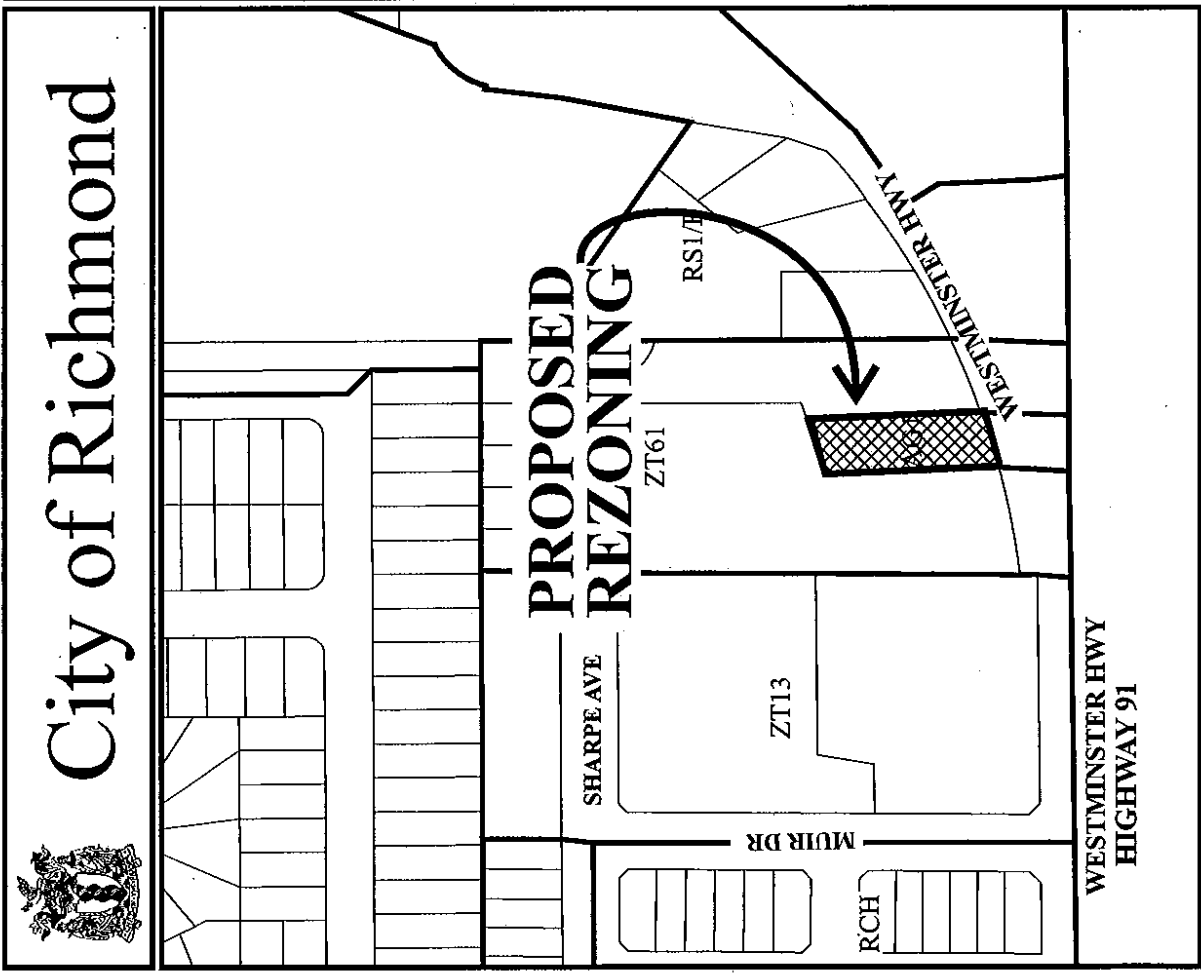 City of Richmond
PROPOSED
REZONING
RS1/E
ZT61
AG1
WESTMINSTER HWY
SHARPE AVE
ZT13
MUIR DR
RCH
WESTMINSTER HWY
HIGHWAY 91